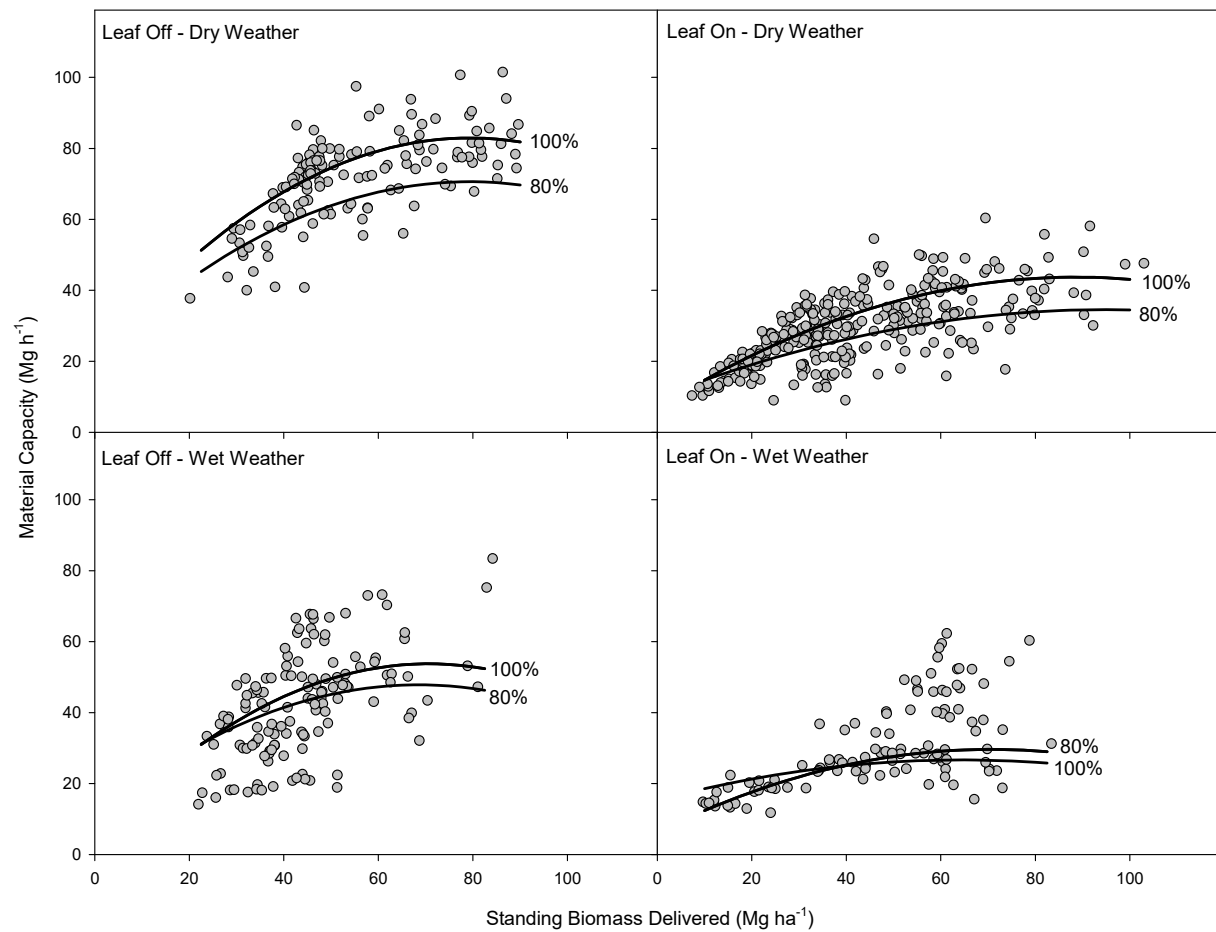 Leaf Off - Dry Weather
100
80
60
40
20
0
100%
80%
Leaf On - Dry Weather
100%
80%
Material Capacity (Mg h⁻¹)
Leaf Off - Wet Weather
100
80
60
40
20
0
100%
80%
0 20 40 60 80 100
Leaf On - Wet Weather
80%
100%
0 20 40 60 80 100
Standing Biomass Delivered (Mg ha⁻¹)